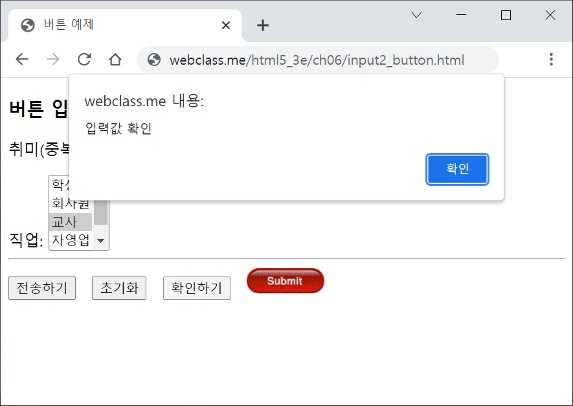 버튼 예제
webclass.me/html5_3e/ch06/input2_button.html
webclass.me 내용:
입력값 확인
확인
버튼 입
취미(중복
회사원
교사
직업:
자영업
전송하기 초기화 확인하기 Submit